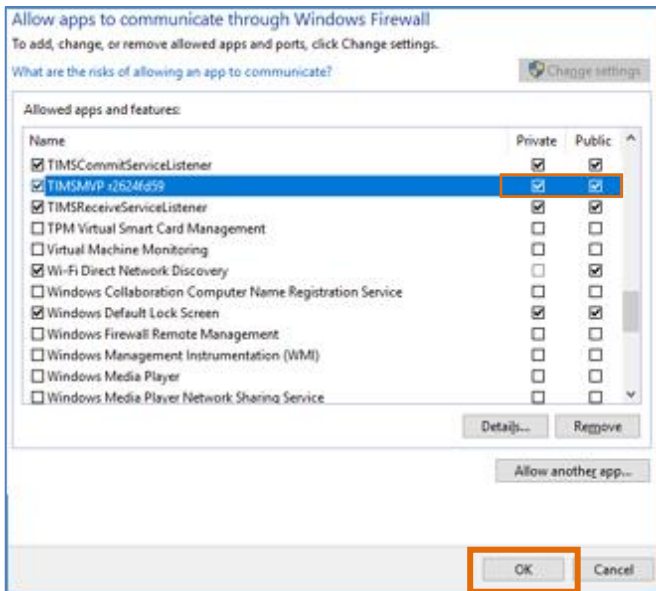 Allow apps to communicate through Windows Firewall
To add, change, or remove allowed apps and ports, click Change settings.
What are the risks of allowing an app to communicate?
Change settings
Allowed apps and features:
Name Private Public
TIMSCommitServiceListener
TIMSMVP r26246d59
TIMSReceiveServiceListener
TPM Virtual Smart Card Management
Virtual Machine Monitoring
Wi-Fi Direct Network Discovery
Windows Collaboration Computer Name Registration Service
Windows Default Lock Screen
Windows Firewall Remote Management
Windows Management Instrumentation (WMI)
Windows Media Player
Windows Media Player Network Sharing Service
Details... Remove
Allow another app...
OK Cancel